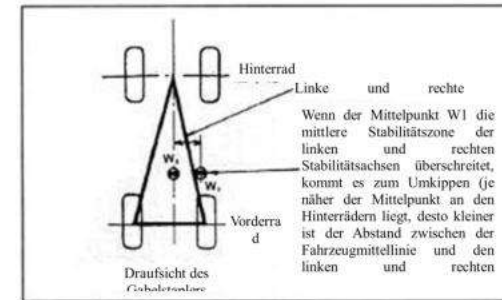 Hinterrad
Linke und rechte
Wenn der Mittelpunkt W1 die
mittlere Stabilitätszone der
linken und rechten
Stabilitätsachsen überschreitet,
kommt es zum Umkippen (je
näher der Mittelpunkt an den
Hinterrädern liegt, desto kleiner
ist der Abstand zwischen der
Fahrzeugmittellinie und den
linken und rechten
Vorderra
d
Draufsicht des
Gabelstaplers